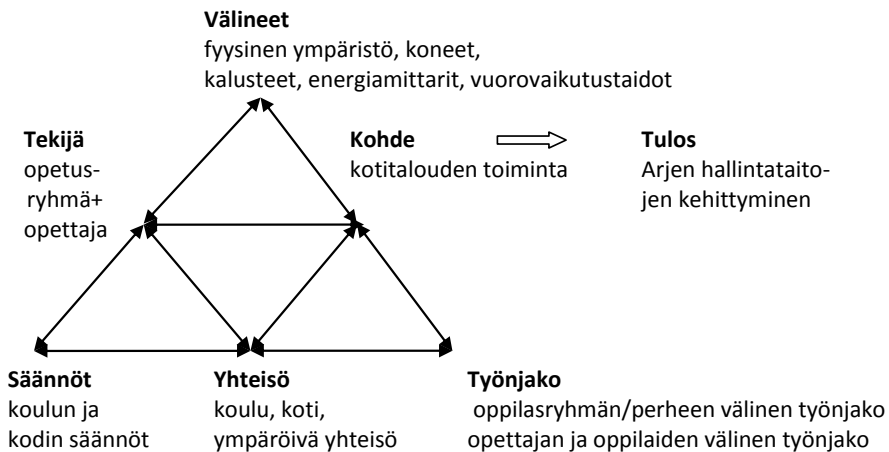 Välineet
fyysinen ympäristö, koneet,
kalusteet, energiamittarit, vuorovaikutustaidot
Tekijä
opetus-
ryhmä+
opettaja
Kohde
kotitalouden toiminta
Tulos
Arjen hallintataito-
jen kehittyminen
Säännöt
koulun ja
kodin säännöt
Yhteisö
koulu, koti,
ympäröivä yhteisö
Työnjako
oppilasryhmän/perheen välinen työnjako
opettajan ja oppilaiden välinen työnjako